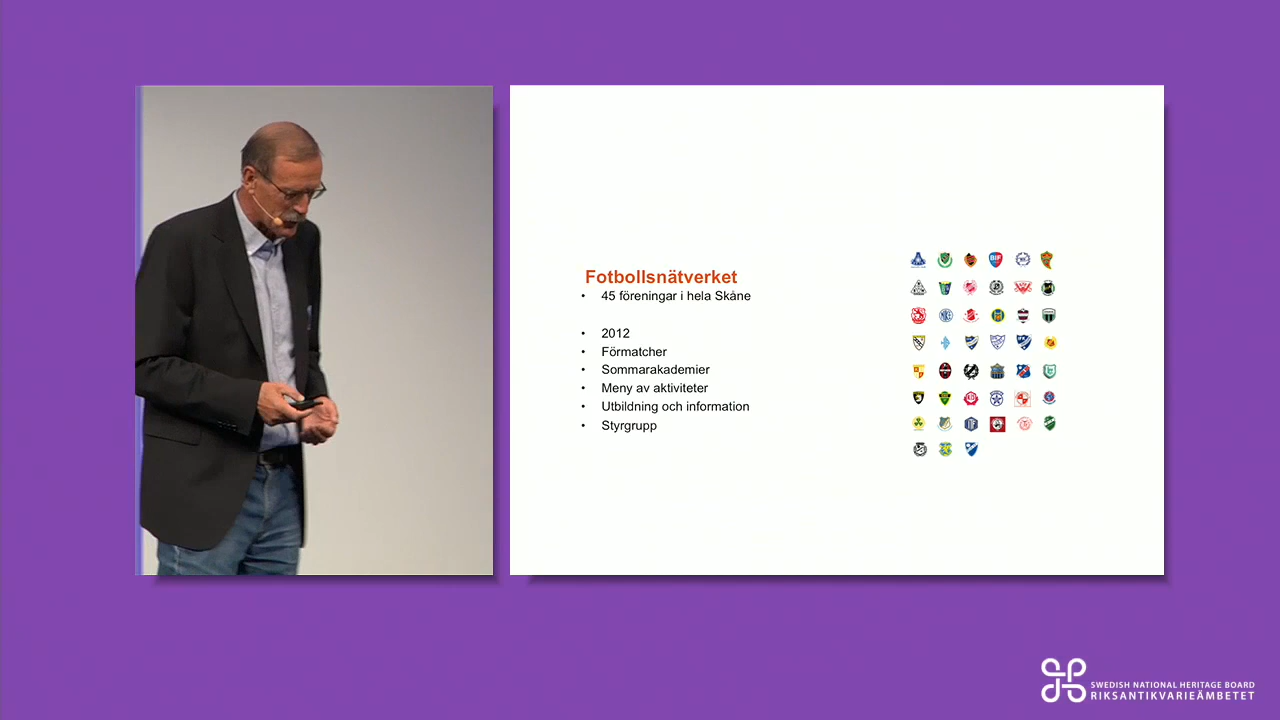 Fotbollsnätverket
• 45 föreningar i hela Skåne
• 2012
• Förmatcher
• Sommarakademier
• Meny av aktiviteter
• Utbildning och information
• Styrgrupp
BIF
SWEDISH NATIONAL HERITAGE BOARD
RIKSANTIKVARIEÄMBETET